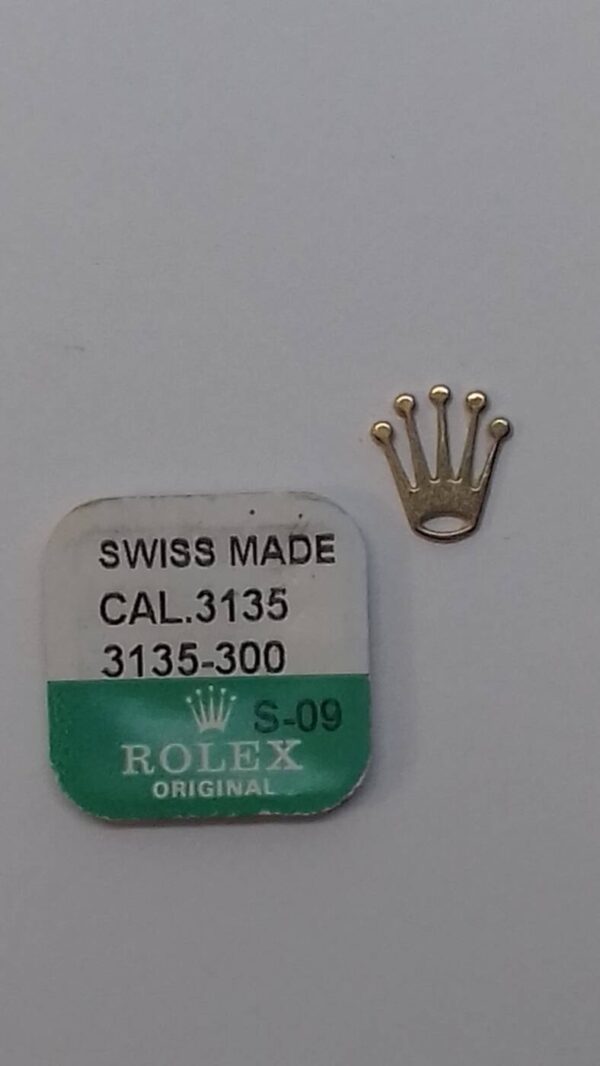 SWISS MADE
CAL.3135
3135-300
S-09
ROLEX
ORIGINAL